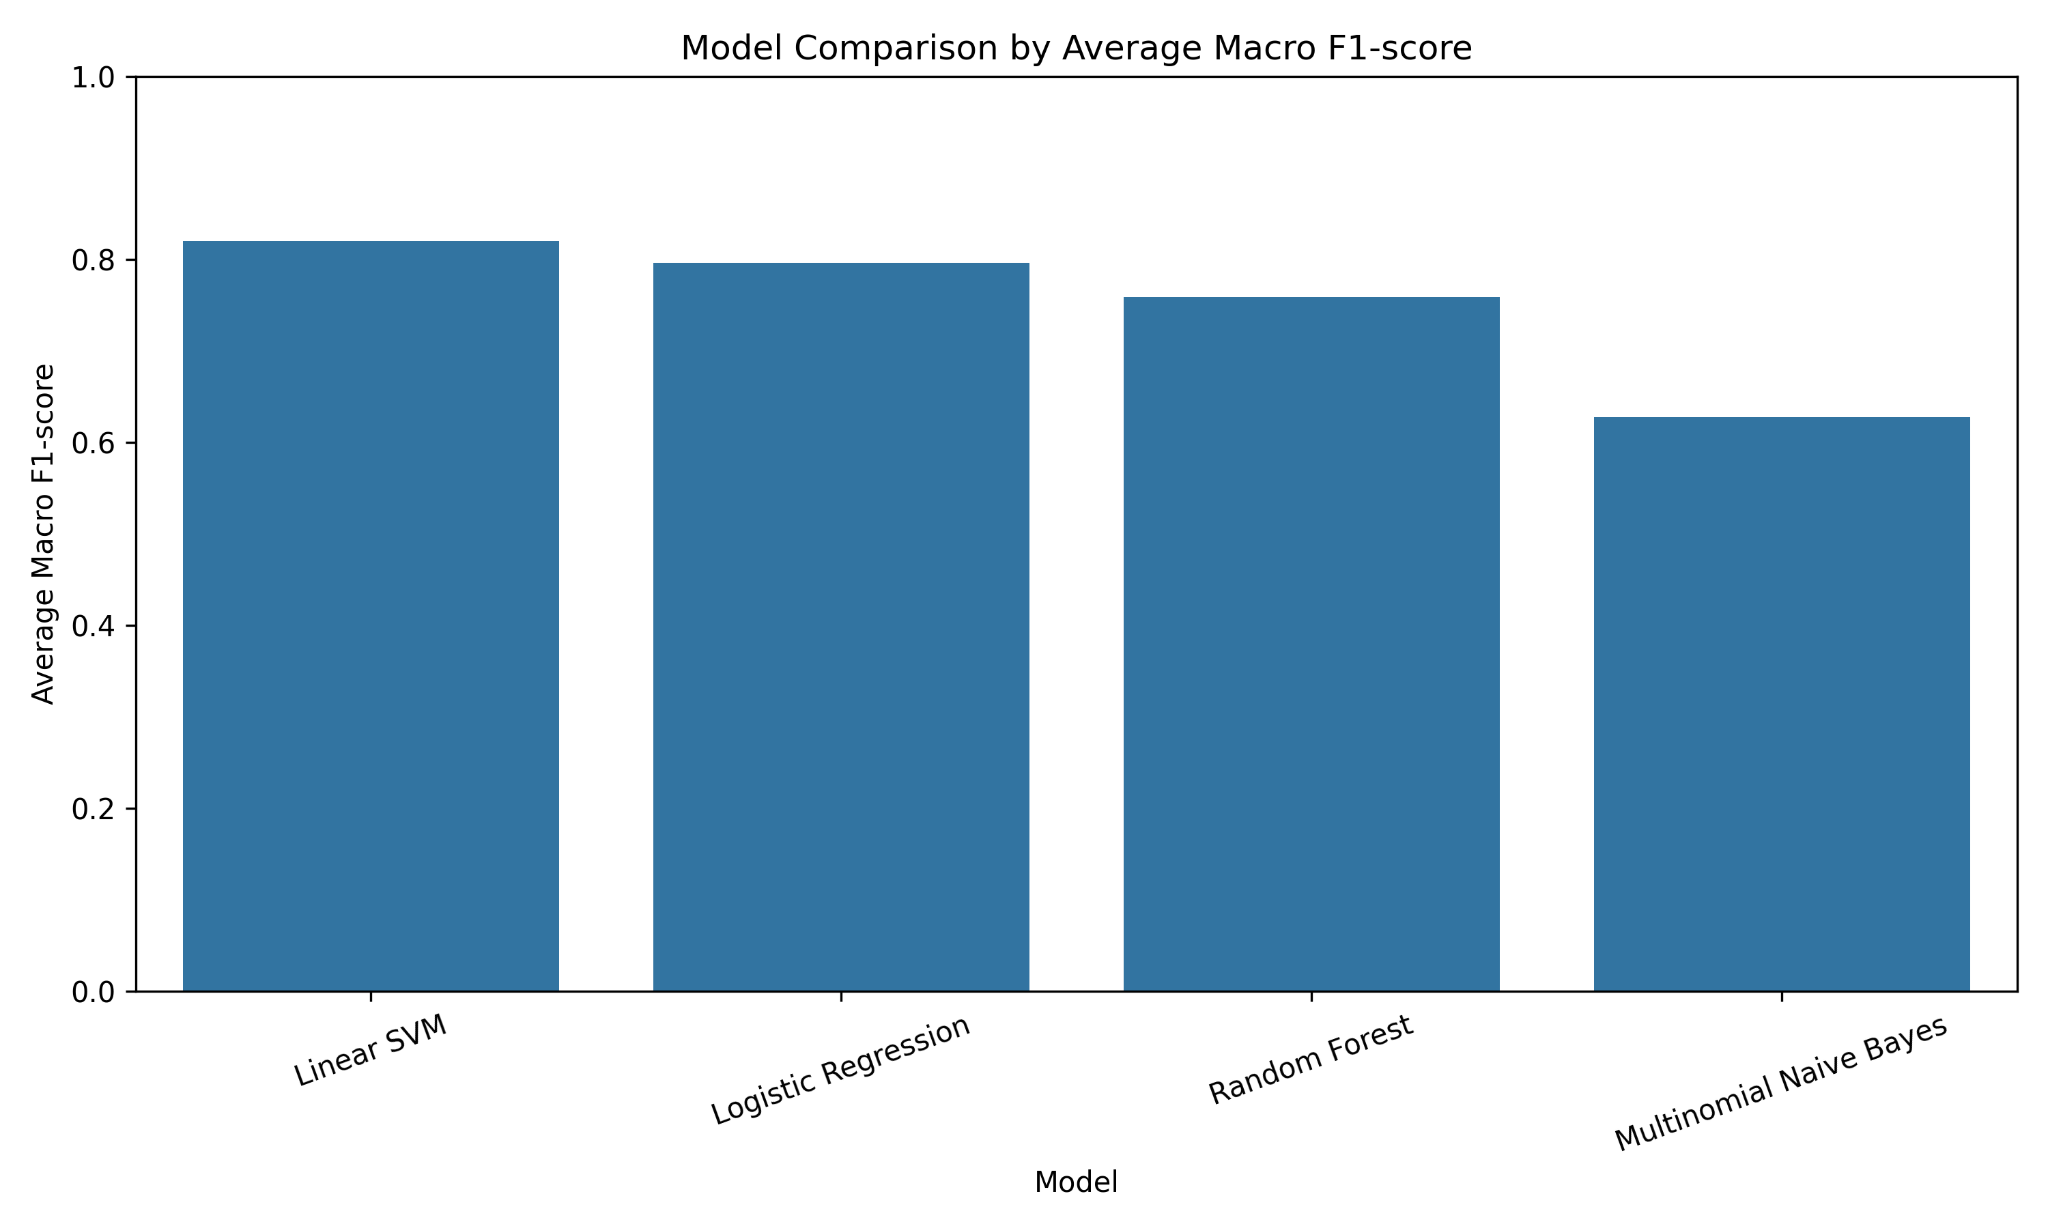 Model Comparison by Average Macro F1-score
Average Macro F1-score
1.0
0.8
0.6
0.4
0.2
0.0
Linear SVM
Logistic Regression
Random Forest
Multinomial Naive Bayes
Model